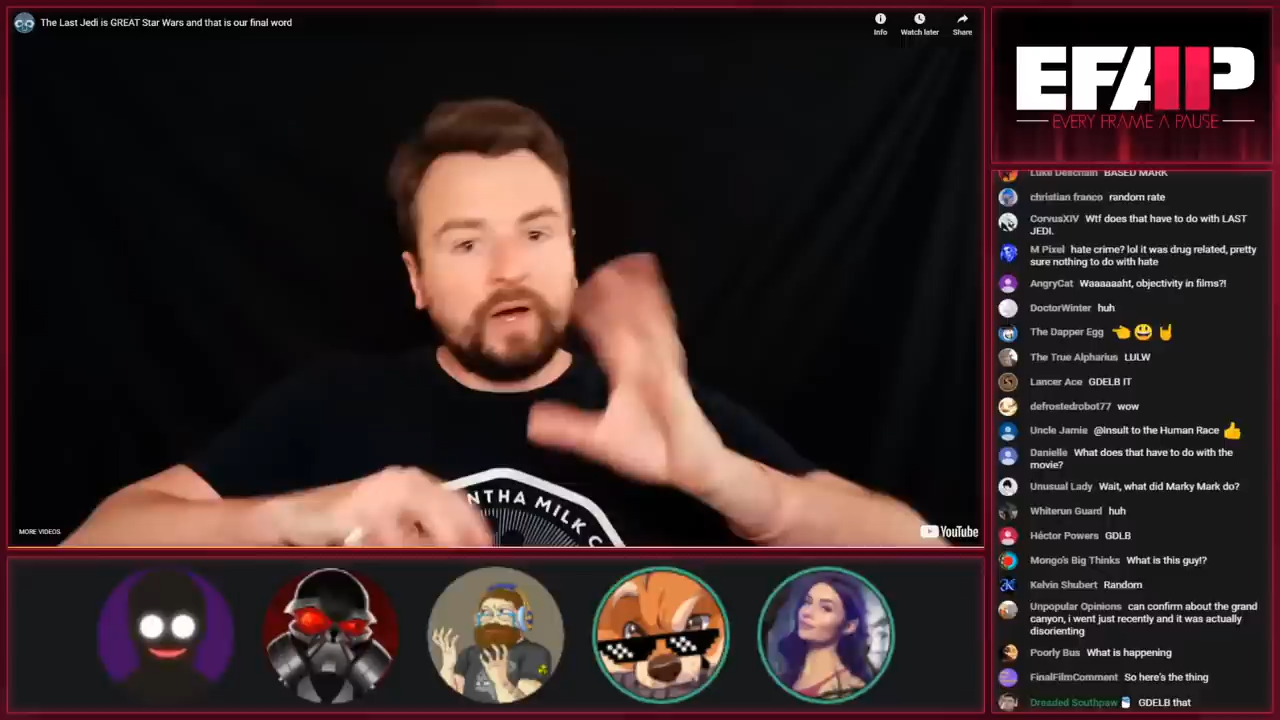 The Last Jedi is GREAT Star Wars and that is our final word
Info
Watch later
Share
NTHA MILK C
MORE VIDEOS
YouTube
EFAP
EVERY FRAME A PAUSE
Luke Deschain BASED MARK
christian franco random rate
CorvusXIV Wtf does that have to do with LAST
JEDI.
M Pixel hate crime? lol it was drug related, pretty
sure nothing to do with hate
AngryCat Waaaaaaht, objectivity in films?!
DoctorWinter huh
The Dapper Egg 👈😃🤘
The True Alpharius LULW
Lancer Ace GDELB IT
defrostedrobot77 wow
Uncle Jamie @Insult to the Human Race 👍
Danielle What does that have to do with the
movie?
Unusual Lady Wait, what did Marky Mark do?
Whiterun Guard huh
Héctor Powers GDLB
Mongo's Big Thinks What is this guy!?
Kelvin Shubert Random
Unpopular Opinions can confirm about the grand
canyon, i went just recently and it was actually
disorienting
Poorly Bus What is happening
FinalFilmComment So here's the thing
Dreaded Southpaw GDELB that